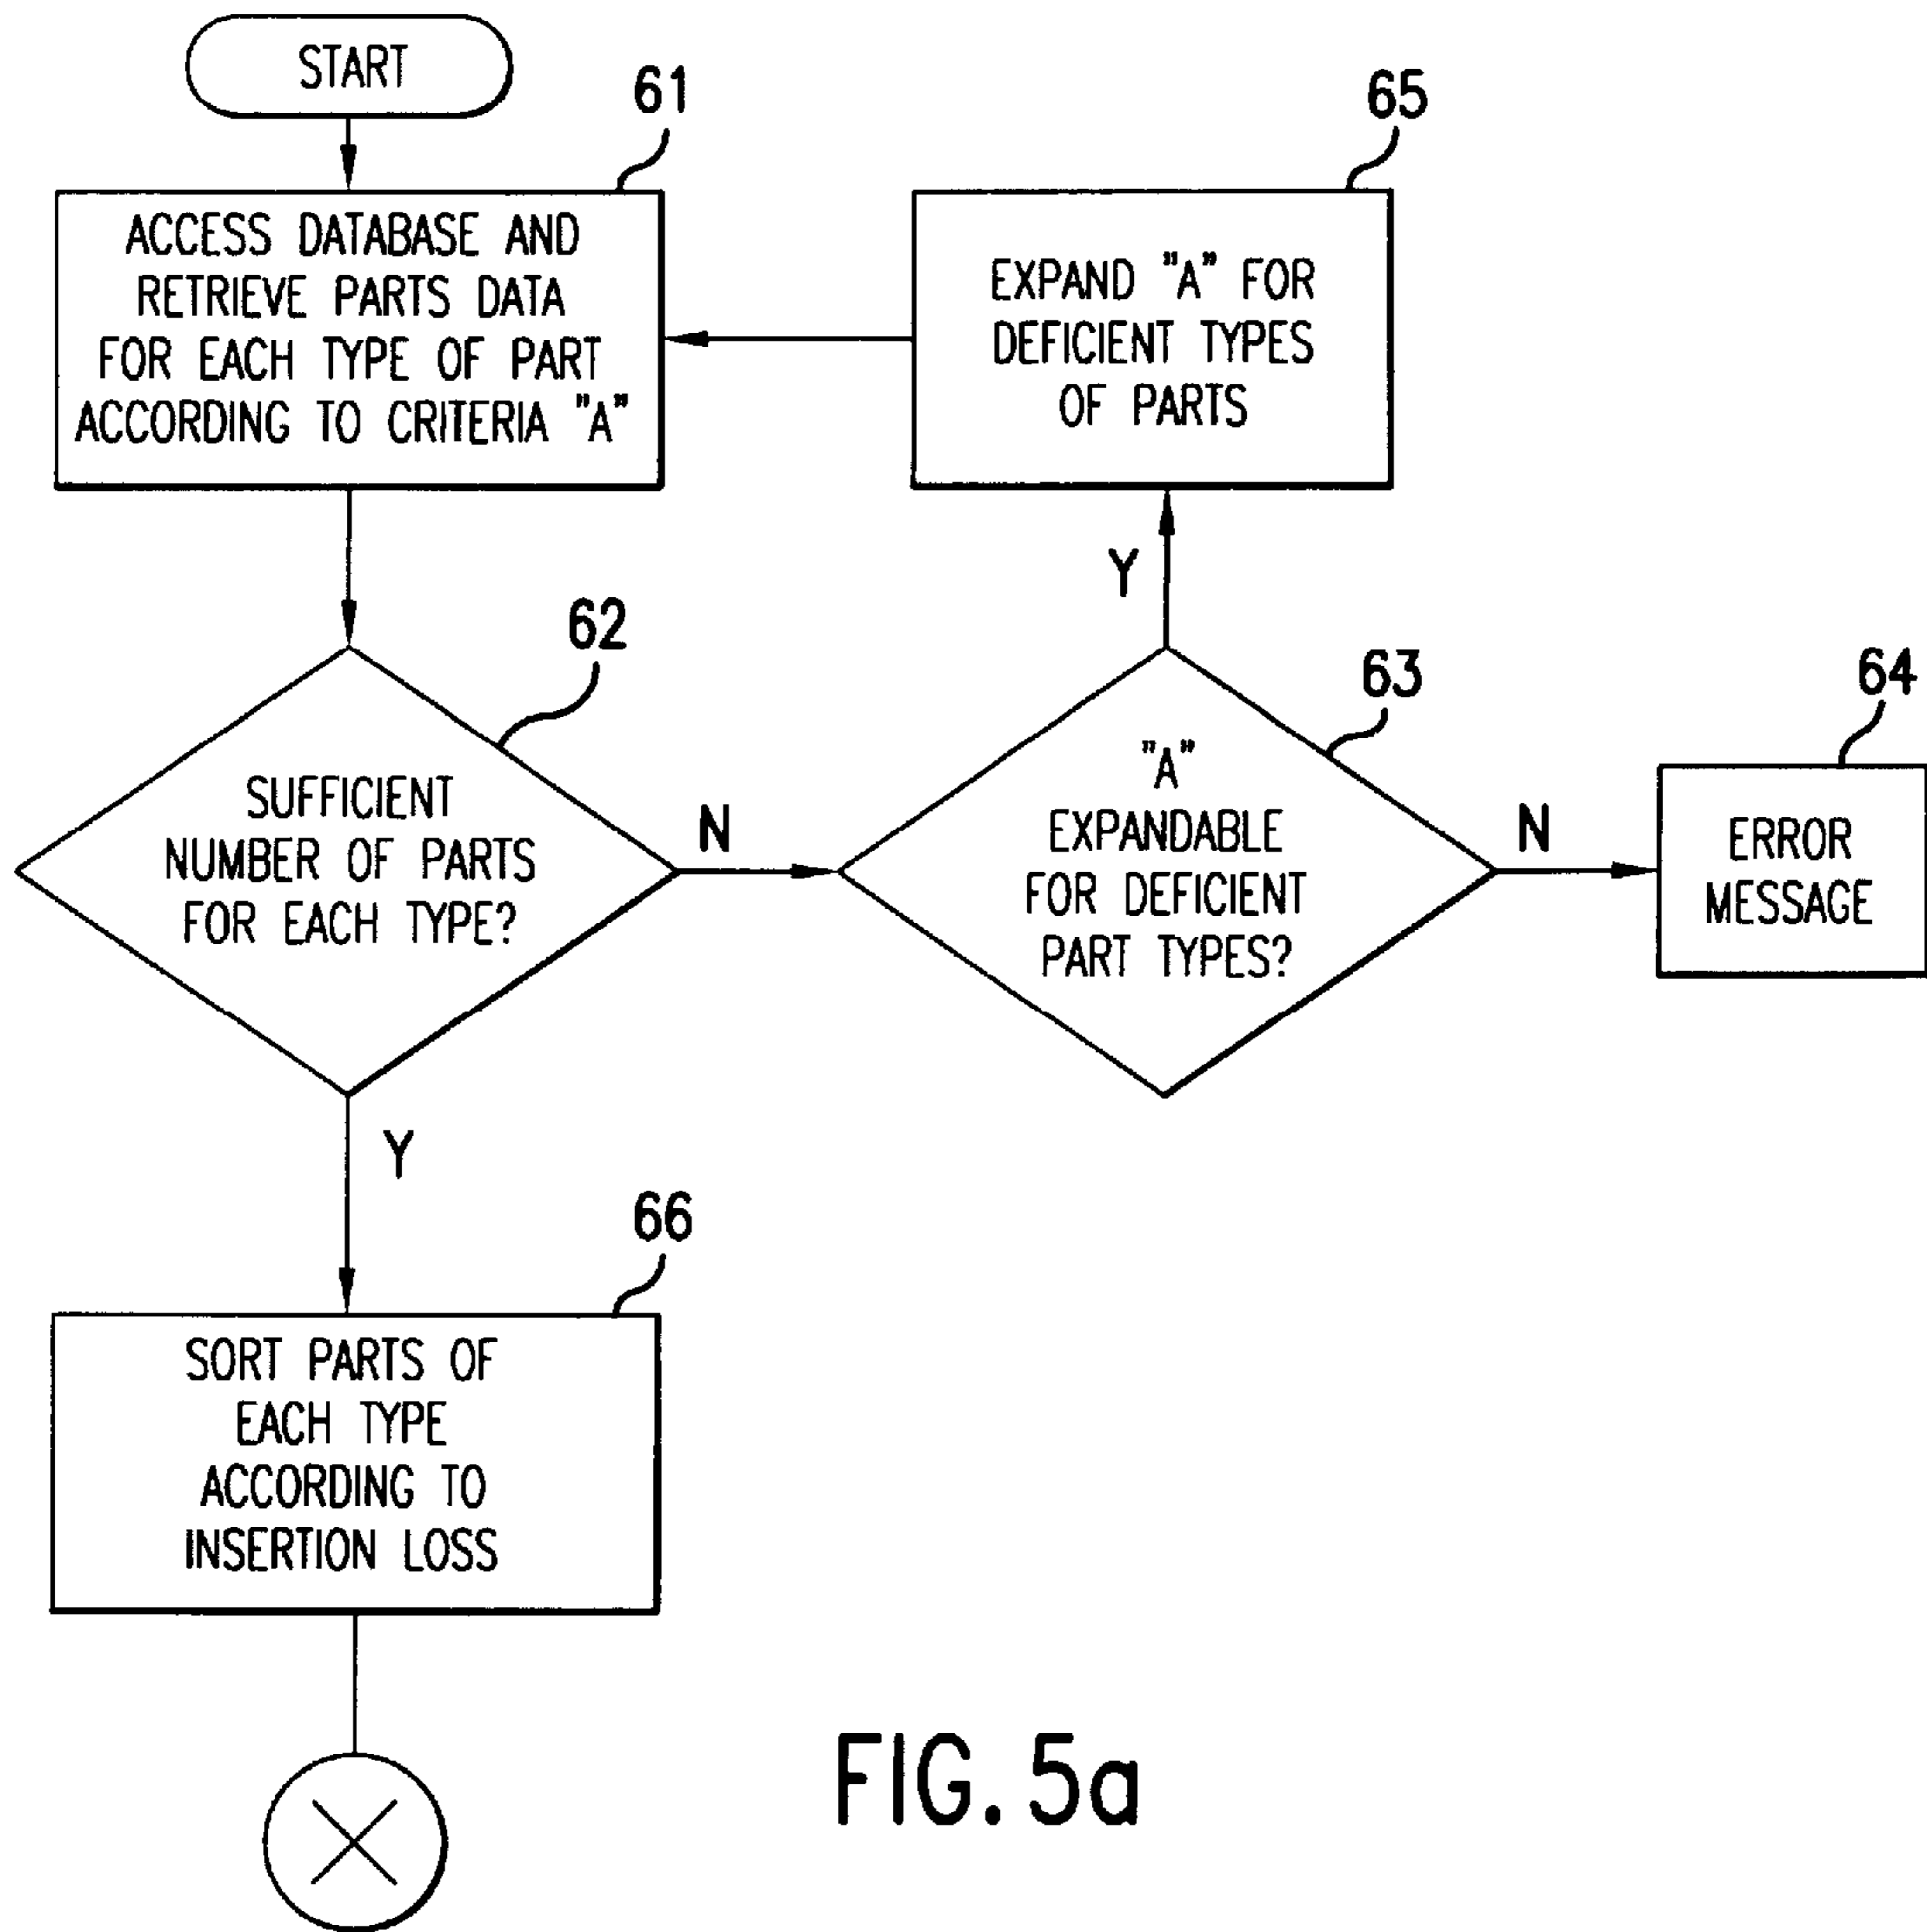 START
61
ACCESS DATABASE AND
RETRIEVE PARTS DATA
FOR EACH TYPE OF PART
ACCORDING TO CRITERIA "A"
65
EXPAND "A" FOR
DEFICIENT TYPES
OF PARTS
Y
62
SUFFICIENT
NUMBER OF PARTS
FOR EACH TYPE?
N
63
"A"
EXPANDABLE
FOR DEFICIENT
PART TYPES?
N
64
ERROR
MESSAGE
Y
66
SORT PARTS OF
EACH TYPE
ACCORDING TO
INSERTION LOSS
X
FIG. 5a